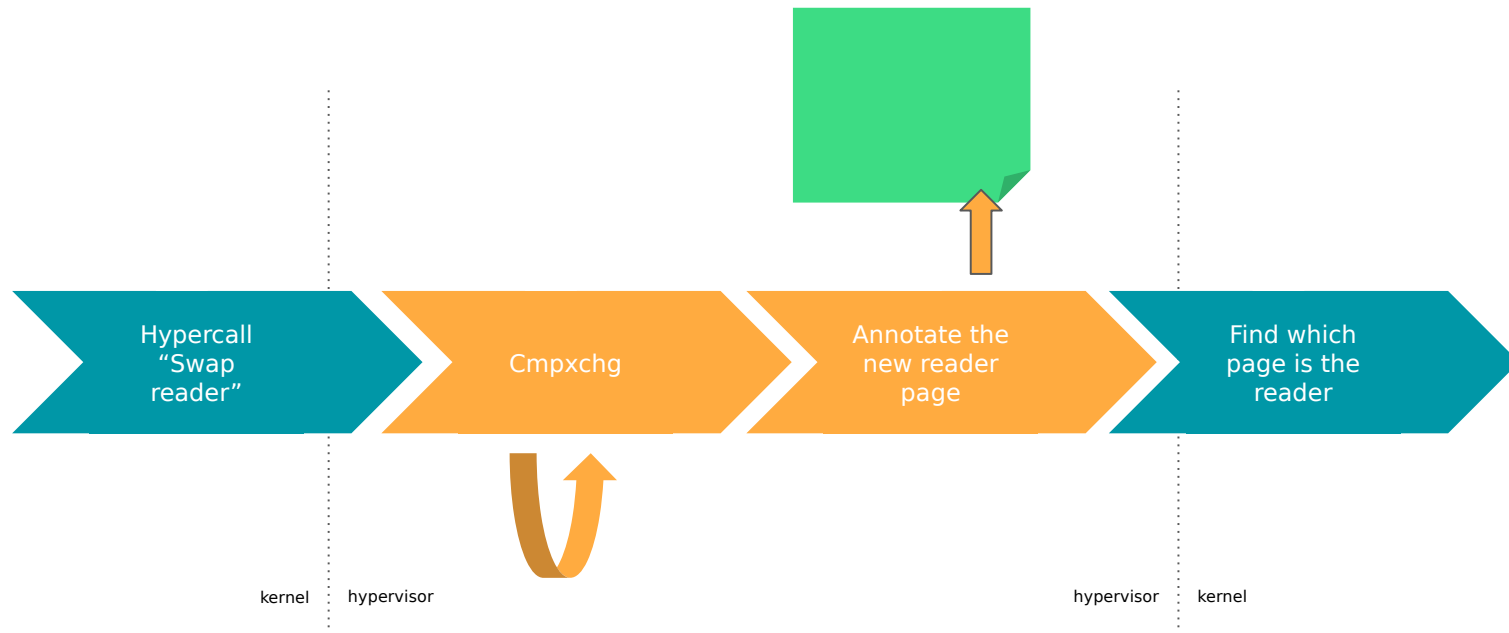 Hypercall
“Swap
reader”
Cmpxchg
Annotate the
new reader
page
Find which
page is the
reader
kernel
hypervisor
hypervisor
kernel